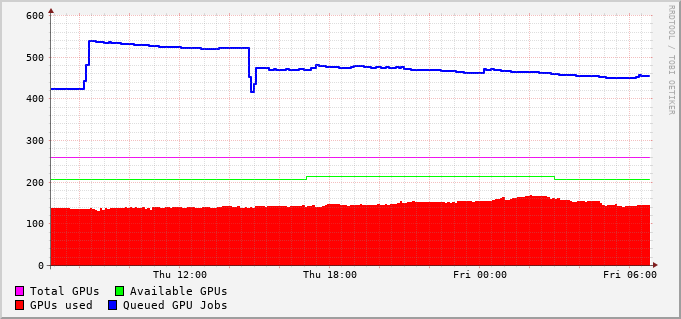 600
500
400
300
200
100
0
Thu 12:00 Thu 18:00 Fri 00:00 Fri 06:00
Total GPUs Available GPUs
GPUs used Queued GPU Jobs
RRDTOOL / TOBI OETIKER